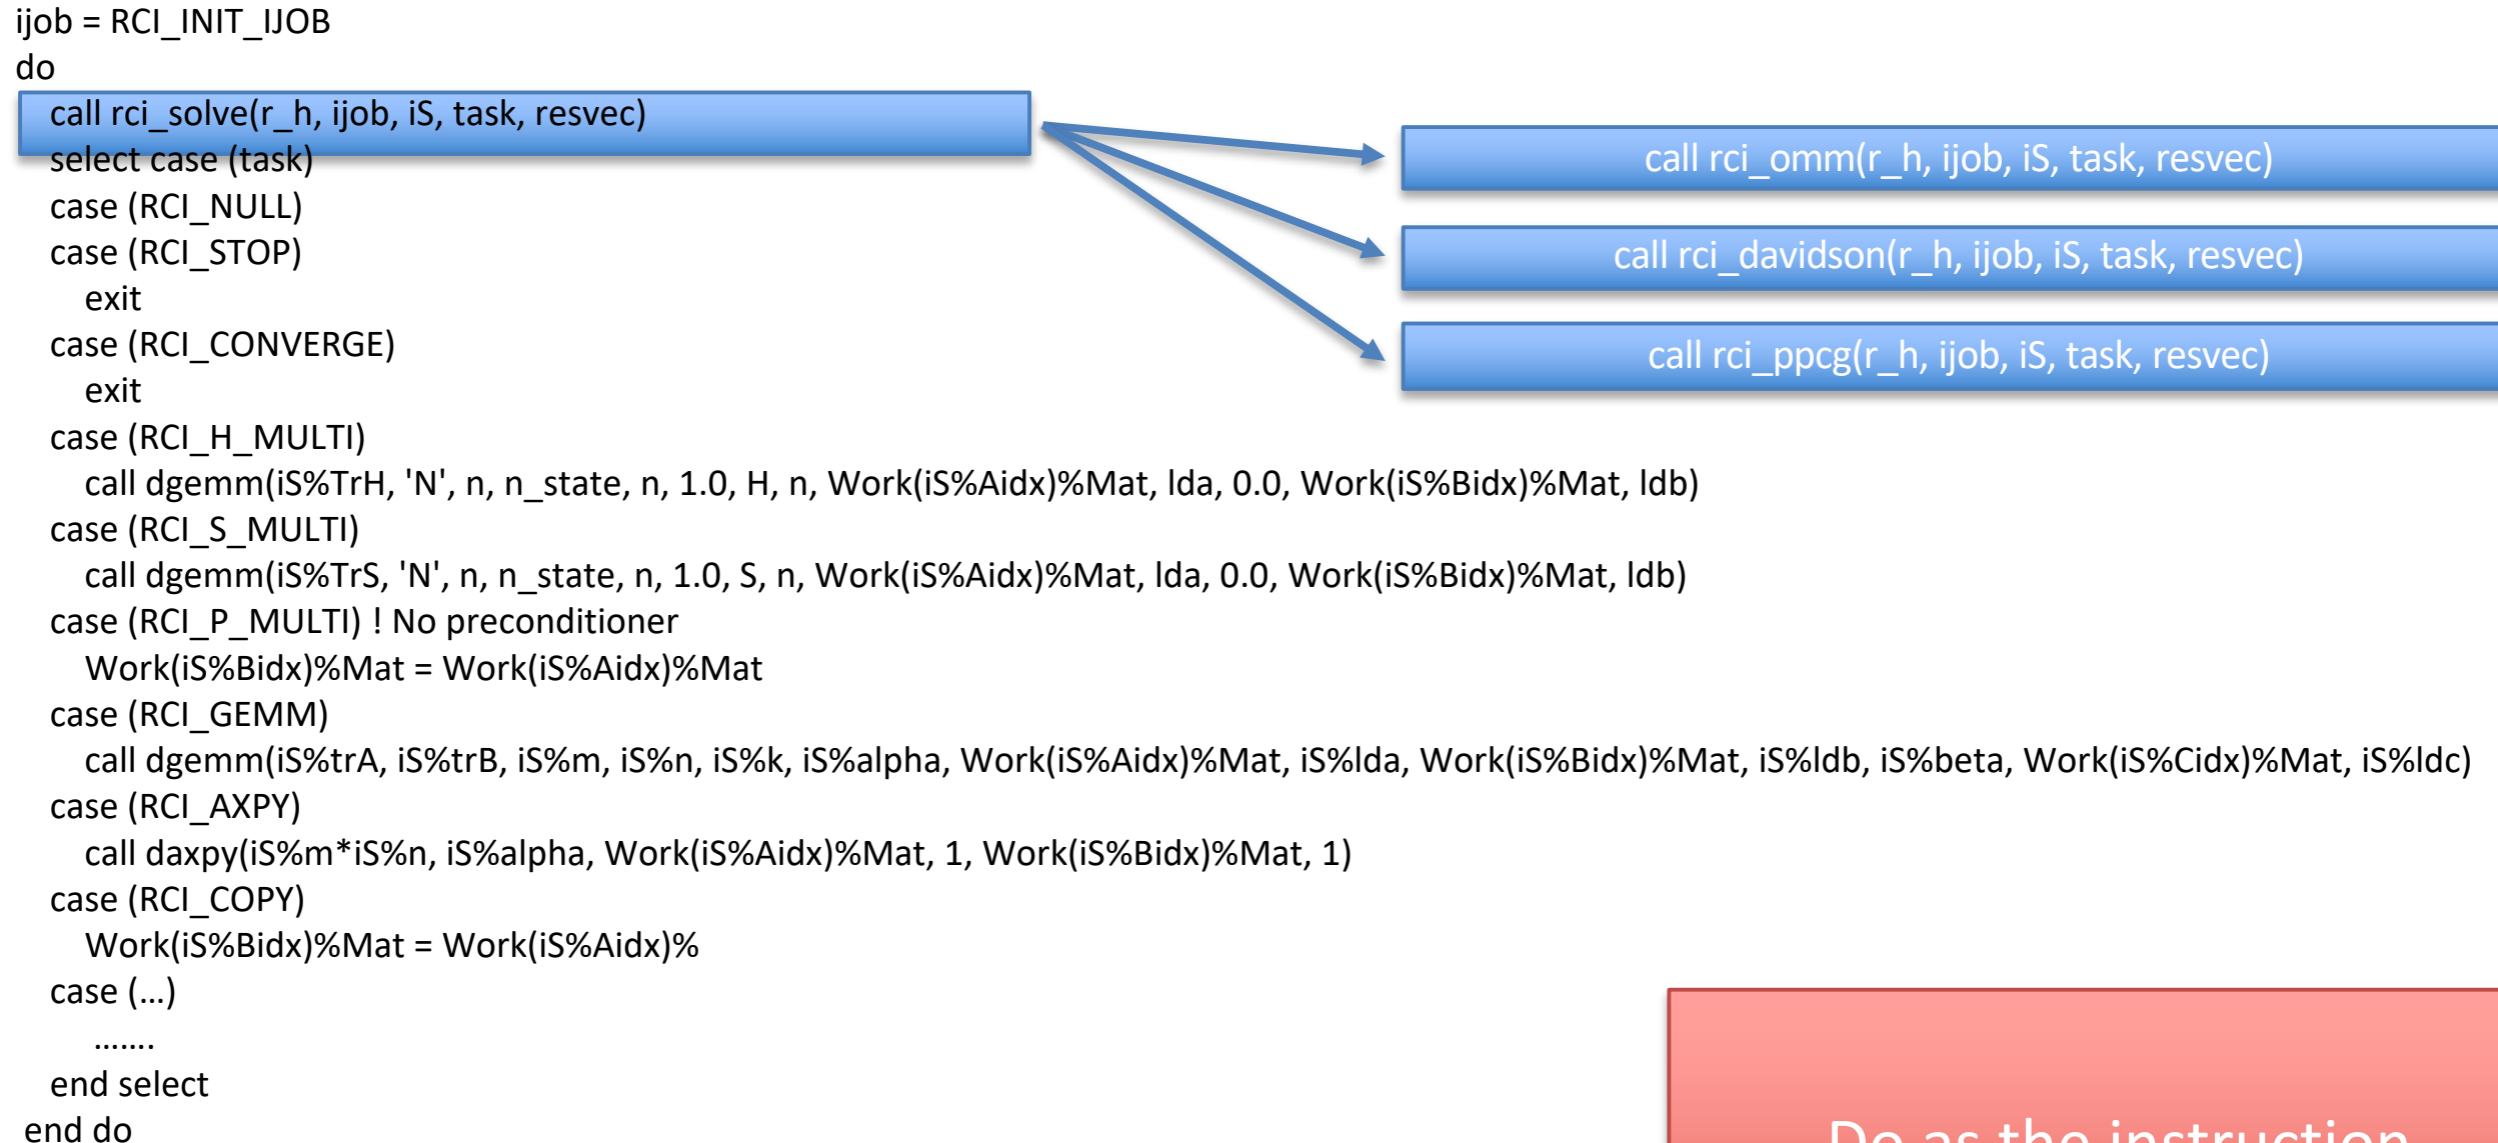 ijob = RCI_INIT_IJOB
do
call rci_solve(r_h, ijob, iS, task, resvec)
select case (task)
case (RCI_NULL)
case (RCI_STOP)
exit
case (RCI_CONVERGE)
exit
case (RCI_H_MULTI)
call dgemm(iS%TrH, 'N', n, n_state, n, 1.0, H, n, Work(iS%Aidx)%Mat, lda, 0.0, Work(iS%Bidx)%Mat, ldb)
case (RCI_S_MULTI)
call dgemm(iS%TrS, 'N', n, n_state, n, 1.0, S, n, Work(iS%Aidx)%Mat, lda, 0.0, Work(iS%Bidx)%Mat, ldb)
case (RCI_P_MULTI) ! No preconditioner
Work(iS%Bidx)%Mat = Work(iS%Aidx)%Mat
case (RCI_GEMM)
call dgemm(iS%trA, iS%trB, iS%m, iS%n, iS%k, iS%alpha, Work(iS%Aidx)%Mat, iS%lda, Work(iS%Bidx)%Mat, iS%ldb, iS%beta, Work(iS%Cidx)%Mat, iS%ldc)
case (RCI_AXPY)
call daxpy(iS%m*iS%n, iS%alpha, Work(iS%Aidx)%Mat, 1, Work(iS%Bidx)%Mat, 1)
case (RCI_COPY)
Work(iS%Bidx)%Mat = Work(iS%Aidx)%
case (…)
…….
end select
end do
call rci_omm(r_h, ijob, iS, task, resvec)
call rci_davidson(r_h, ijob, iS, task, resvec)
call rci_ppcg(r_h, ijob, iS, task, resvec)
Do as the instruction